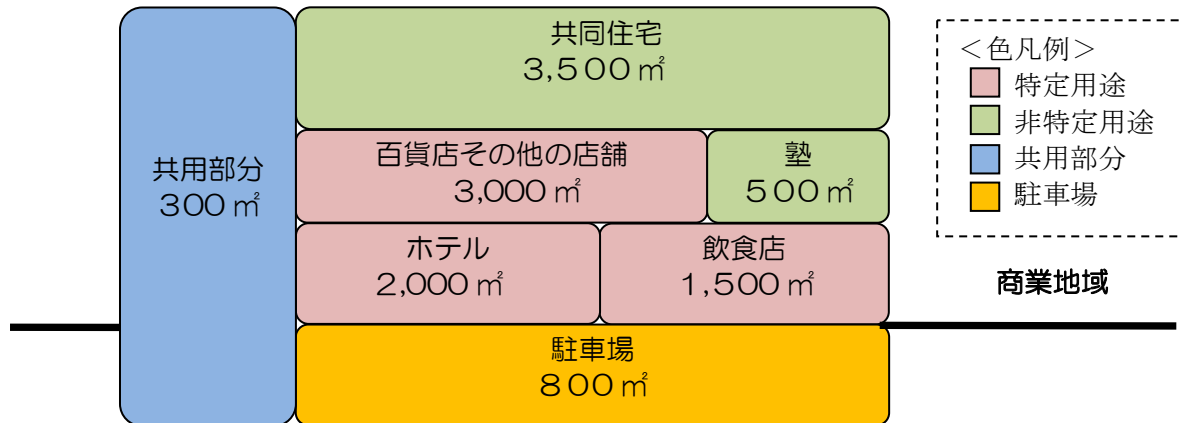 共同住宅
3,500㎡
共用部分
300㎡
百貨店その他の店舗
3,000㎡
塾
500㎡
ホテル
2,000㎡
飲食店
1,500㎡
駐車場
800㎡
＜色凡例＞
特定用途
非特定用途
共用部分
駐車場
商業地域